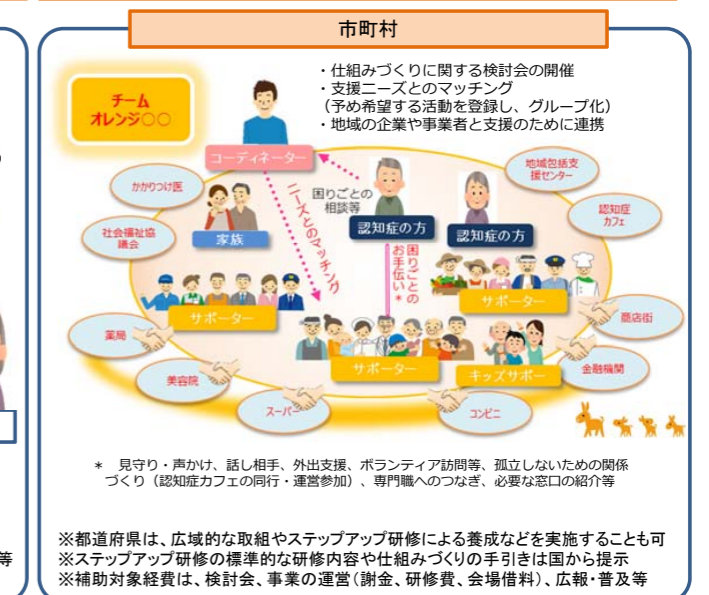 市町村
・仕組みづくりに関する検討会の開催
・支援ニーズとのマッチング
（予め希望する活動を登録し、グループ化）
・地域の企業や事業者と支援のために連携
チーム
オレンジ○○
コーディネーター
地域包括支
援センター
かかりつけ医
困りごとの
相談等
認知症
カフェ
社会福祉協
議会
家族
ニーズとのマッチング
認知症の方
認知症の方
困りごとの
お手伝い*
サポーター
サポーター
商店街
薬局
サポーター
キッズサポー
金融機関
美容院
スーパー
コンビニ
* 見守り・声かけ、話し相手、外出支援、ボランティア訪問等、孤立しないための関係
づくり（認知症カフェの同行・運営参加）、専門職へのつなぎ、必要な窓口の紹介等
※都道府県は、広域的な取組やステップアップ研修による養成などを実施することも可
※ステップアップ研修の標準的な研修内容や仕組みづくりの手引きは国から提示
等
※補助対象経費は、検討会、事業の運営（謝金、研修費、会場借料）、広報・普及等